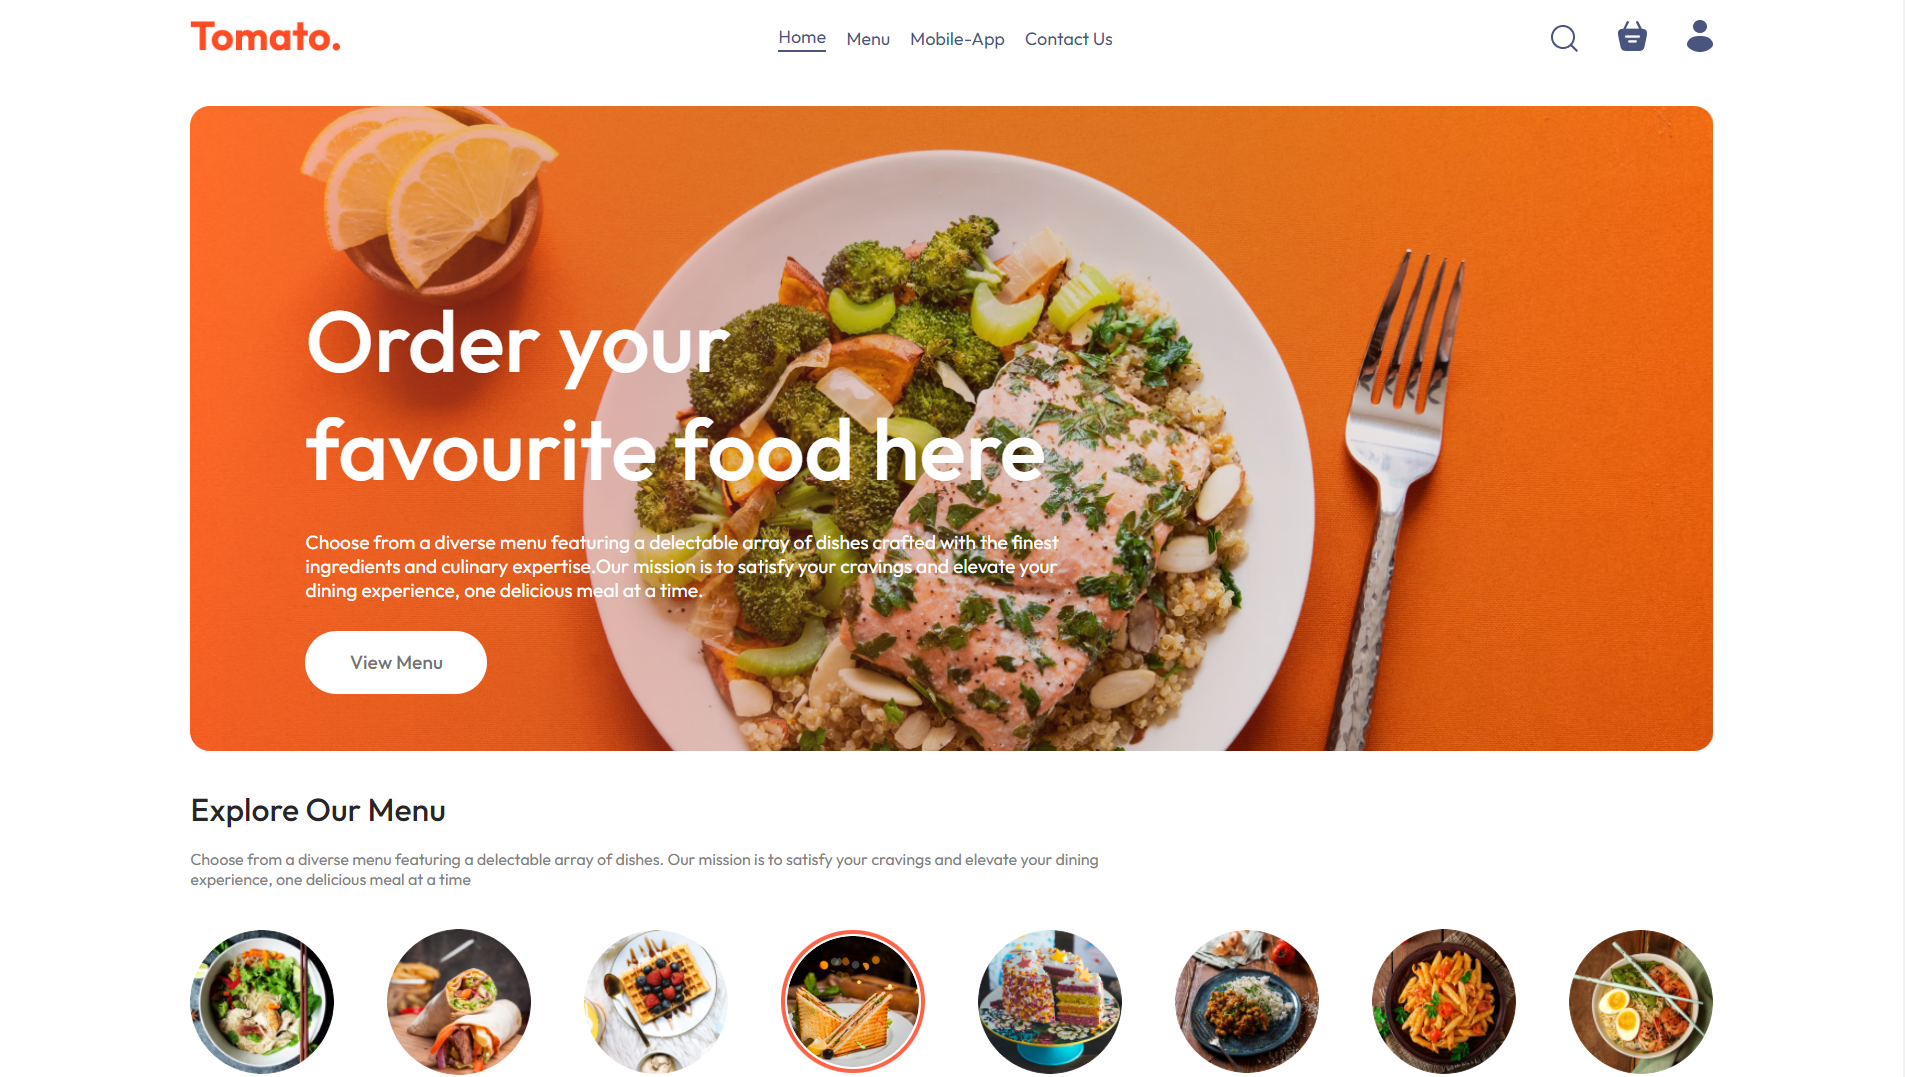 Tomato.
Home
Menu
Mobile-App
Contact Us
Order your
favourite food here
Choose from a diverse menu featuring a delectable array of dishes crafted with the finest
ingredients and culinary expertise.Our mission is to satisfy your cravings and elevate your
dining experience, one delicious meal at a time.
View Menu
Explore Our Menu
Choose from a diverse menu featuring a delectable array of dishes. Our mission is to satisfy your cravings and elevate your dining
experience, one delicious meal at a time